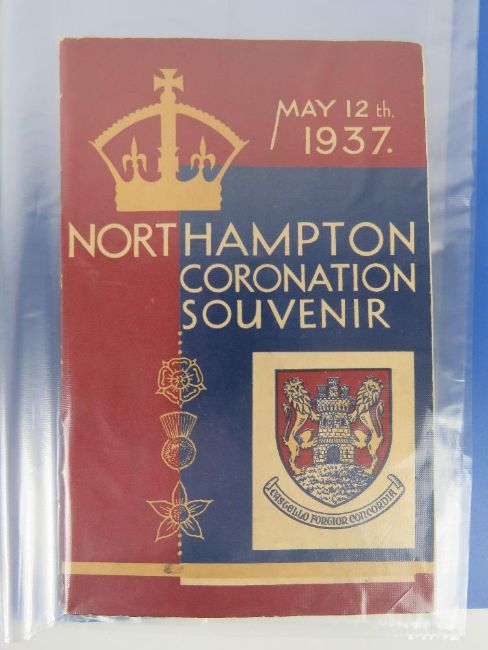 MAY 12th.
1937.
NORTHAMPTON
CORONATION
SOUVENIR
CASTELLO FORTIOR CONCORDIA